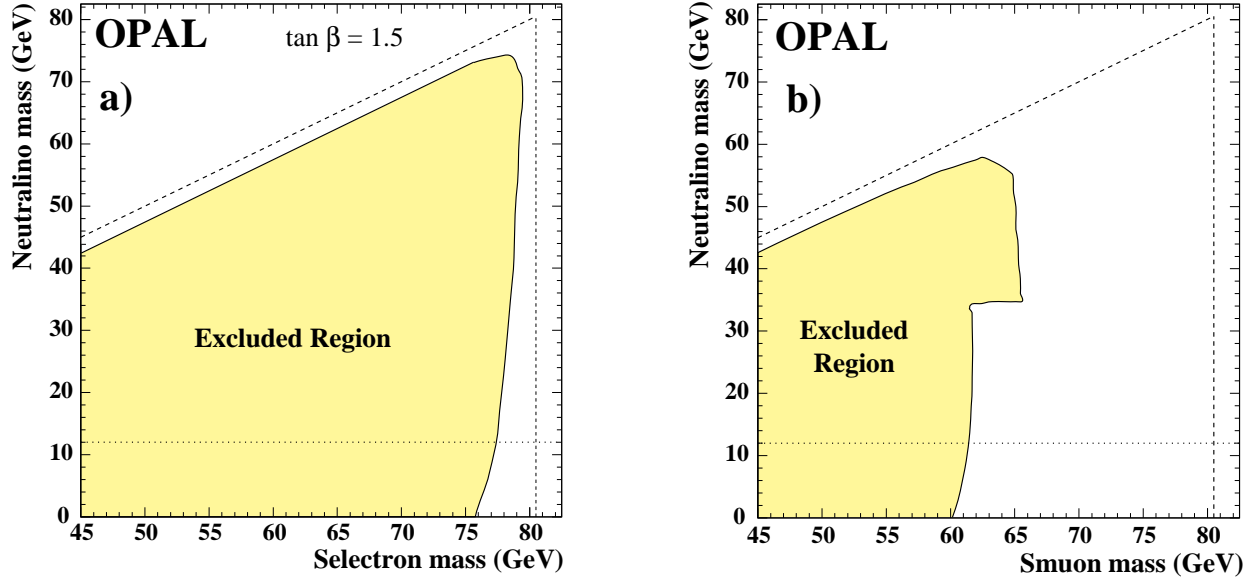 OPAL
tan β = 1.5
a)
Neutralino mass (GeV)
80
70
60
50
40
30
20
10
0
Excluded Region
45 50 55 60 65 70 75 80
Selectron mass (GeV)
OPAL
b)
Neutralino mass (GeV)
80
70
60
50
40
30
20
10
0
Excluded
Region
45 50 55 60 65 70 75 80
Smuon mass (GeV)